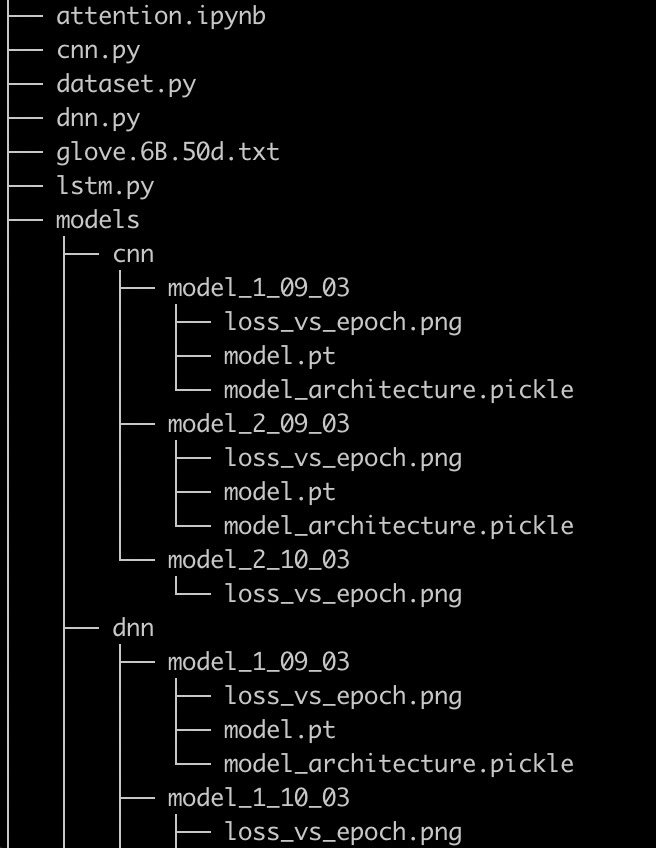 attention.ipynb
cnn.py
dataset.py
dnn.py
glove.6B.50d.txt
lstm.py
models
cnn
model_1_09_03
loss_vs_epoch.png
model.pt
model_architecture.pickle
model_2_09_03
loss_vs_epoch.png
model.pt
model_architecture.pickle
model_2_10_03
loss_vs_epoch.png
dnn
model_1_09_03
loss_vs_epoch.png
model.pt
model_architecture.pickle
model_1_10_03
loss_vs_epoch.png